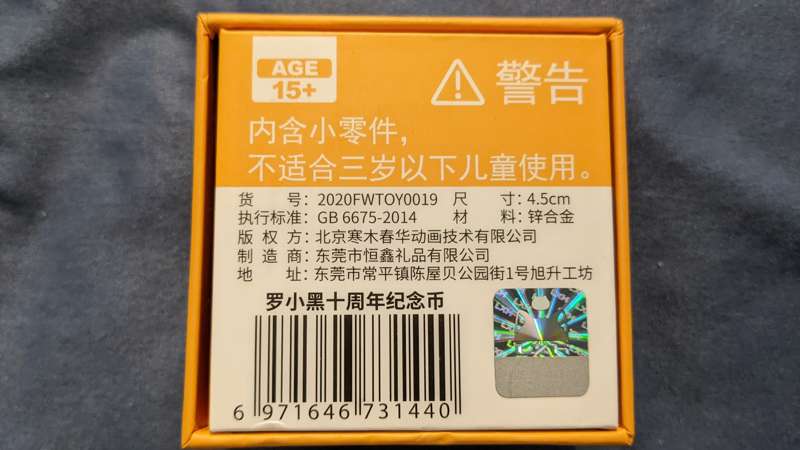 AGE
15+
警告
内含小零件，
不适合三岁以下儿童使用。
货 号：2020FWTOY0019 尺 寸：4.5cm
执行标准：GB 6675-2014 材 料：锌合金
版 权 方：北京寒木春华动画技术有限公司
制 造 商：东莞市恒鑫礼品有限公司
地 址：东莞市常平镇陈屋贝公园街1号旭升工坊
罗小黑十周年纪念币
6 971646 731440